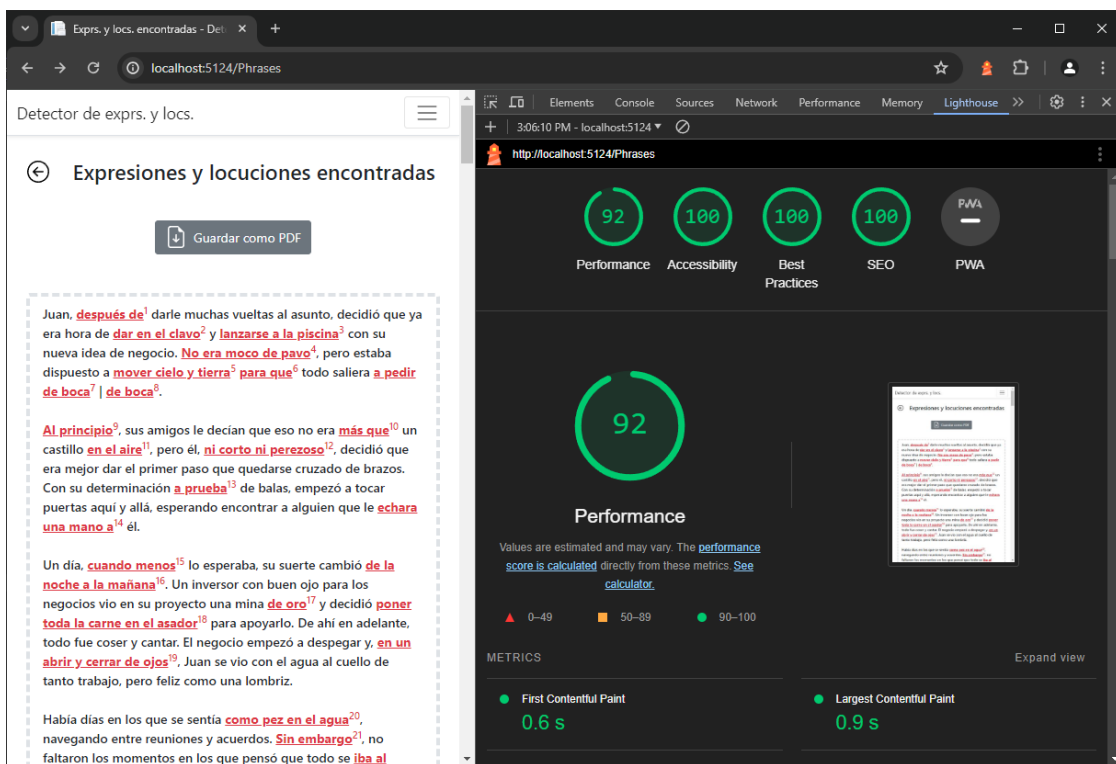 Exprs. y locs. encontradas - Det
localhost:5124/Phrases
Detector de exprs. y locs.
Expresiones y locuciones encontradas
Guardar como PDF
Juan, después de1 darle muchas vueltas al asunto, decidió que ya
era hora de dar en el clavo2 y lanzarse a la piscina3 con su
nueva idea de negocio. No era moco de pavo4, pero estaba
dispuesto a mover cielo y tierra5 para que6 todo saliera a pedir
de boca7 | de boca8.
Al principio9, sus amigos le decían que eso no era más que10 un
castillo en el aire11, pero él, ni corto ni perezoso12, decidió que
era mejor dar el primer paso que quedarse cruzado de brazos.
Con su determinación a prueba13 de balas, empezó a tocar
puertas aquí y allá, esperando encontrar a alguien que le echara
una mano a14 él.
Un día, cuando menos15 lo esperaba, su suerte cambió de la
noche a la mañana16. Un inversor con buen ojo para los
negocios vio en su proyecto una mina de oro17 y decidió poner
toda la carne en el asador18 para apoyarlo. De ahí en adelante,
todo fue coser y cantar. El negocio empezó a despegar y, en un
abrir y cerrar de ojos19, Juan se vio con el agua al cuello de
tanto trabajo, pero feliz como una lombriz.
Había días en los que se sentía como pez en el agua20,
navegando entre reuniones y acuerdos. Sin embargo21, no
faltaron los momentos en los que pensó que todo se iba al
Elements Console Sources Network Performance Memory Lighthouse
3:06:10 PM - localhost:5124
http://localhost:5124/Phrases
92 100 100 100 PWA
Performance Accessibility Best Practices SEO PWA
92
Performance
Values are estimated and may vary. The performance
score is calculated directly from these metrics. See
calculator.
0–49 50–89 90–100
METRICS Expand view
First Contentful Paint
0.6 s
Largest Contentful Paint
0.9 s